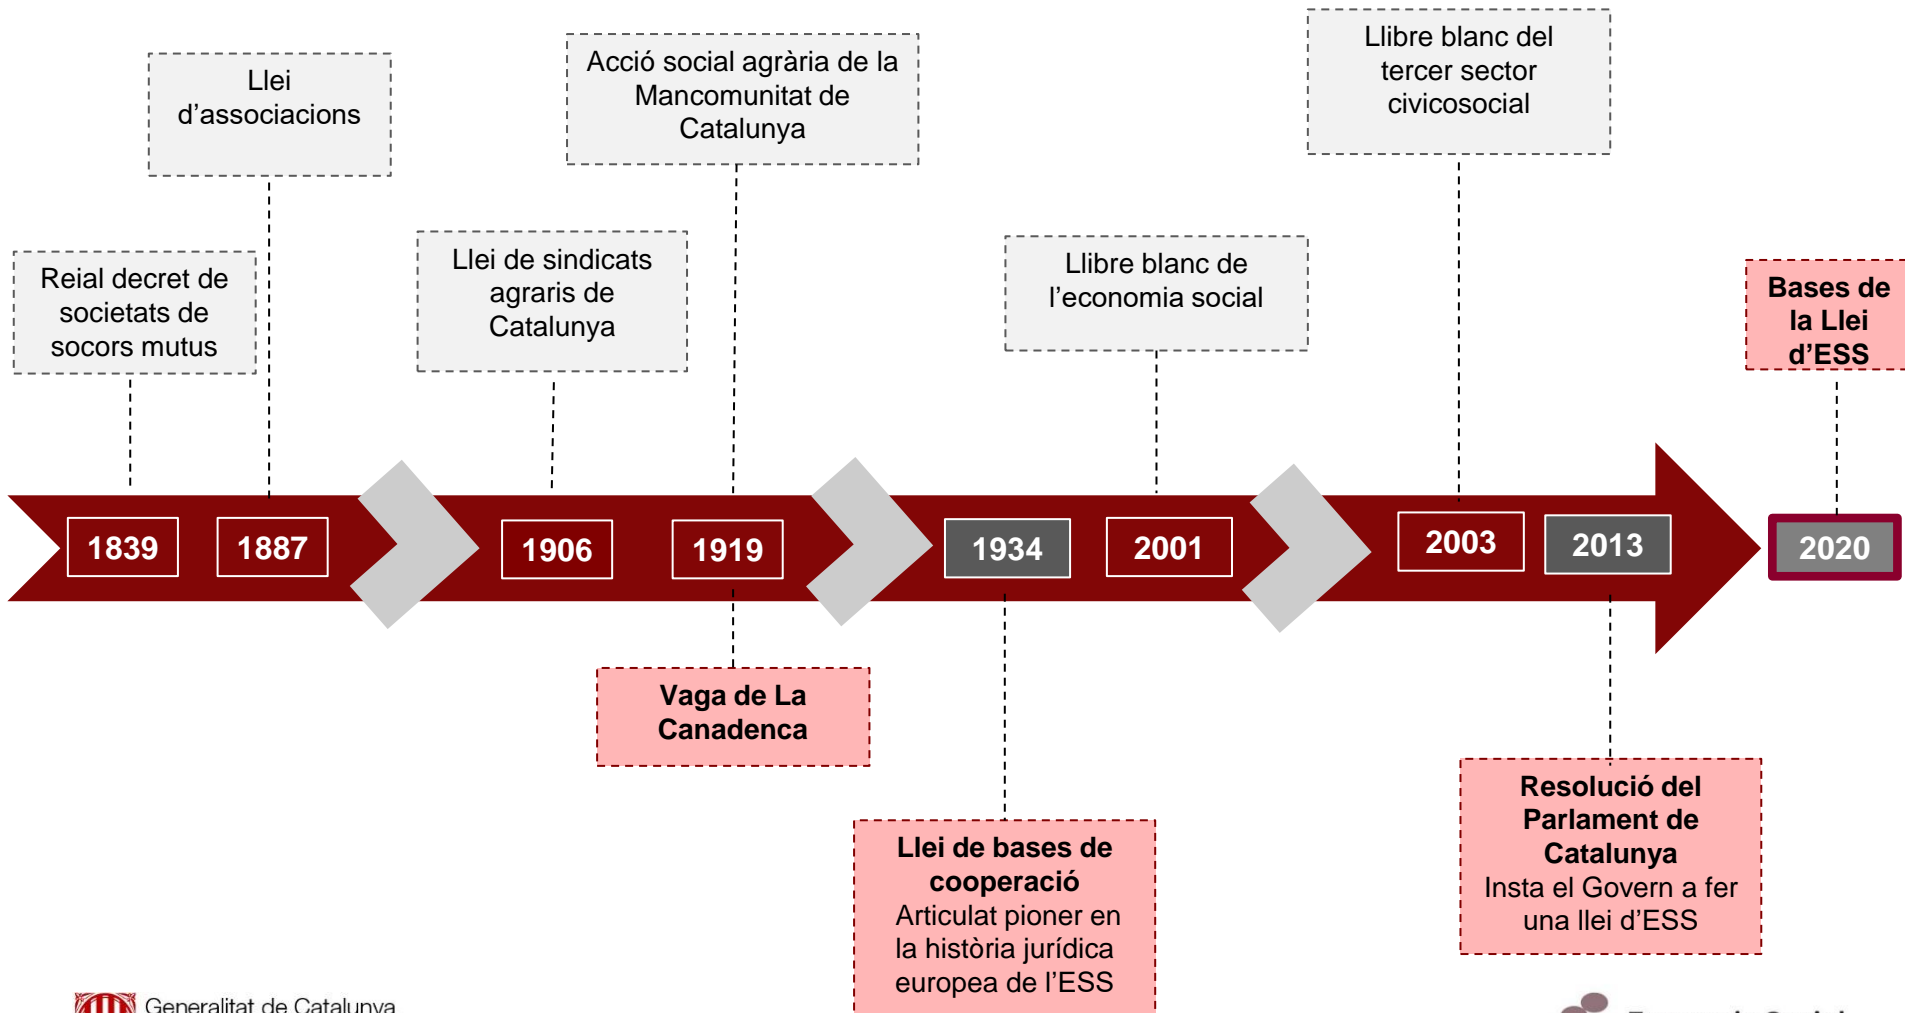 Llei
d’associacions
Acció social agrària de la
Mancomunitat de
Catalunya
Llibre blanc del
tercer sector
civicosocial
Reial decret de
societats de
socors mutus
Llei de sindicats
agraris de
Catalunya
Llibre blanc de
l’economia social
Bases de
la Llei
d’ESS
1839
1887
1906
1919
1934
2001
2003
2013
2020
Vaga de La
Canadenca
Llei de bases de
cooperació
Articulat pioner en
la història jurídica
europea de l’ESS
Resolució del
Parlament de
Catalunya
Insta el Govern a fer
una llei d’ESS
Generalitat de Catalunya